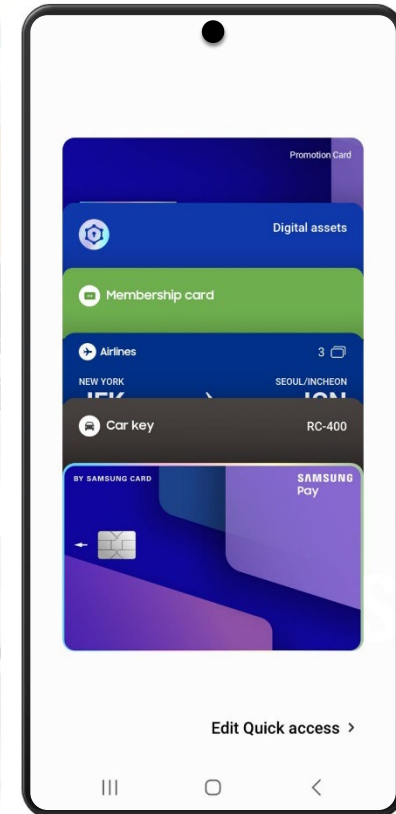 Promotion Card
Digital assets
Membership card
Airlines 3
NEW YORK SEOUL/INCHEON
Car key RC-400
BY SAMSUNG CARD SAMSUNG
Pay
Edit Quick access >